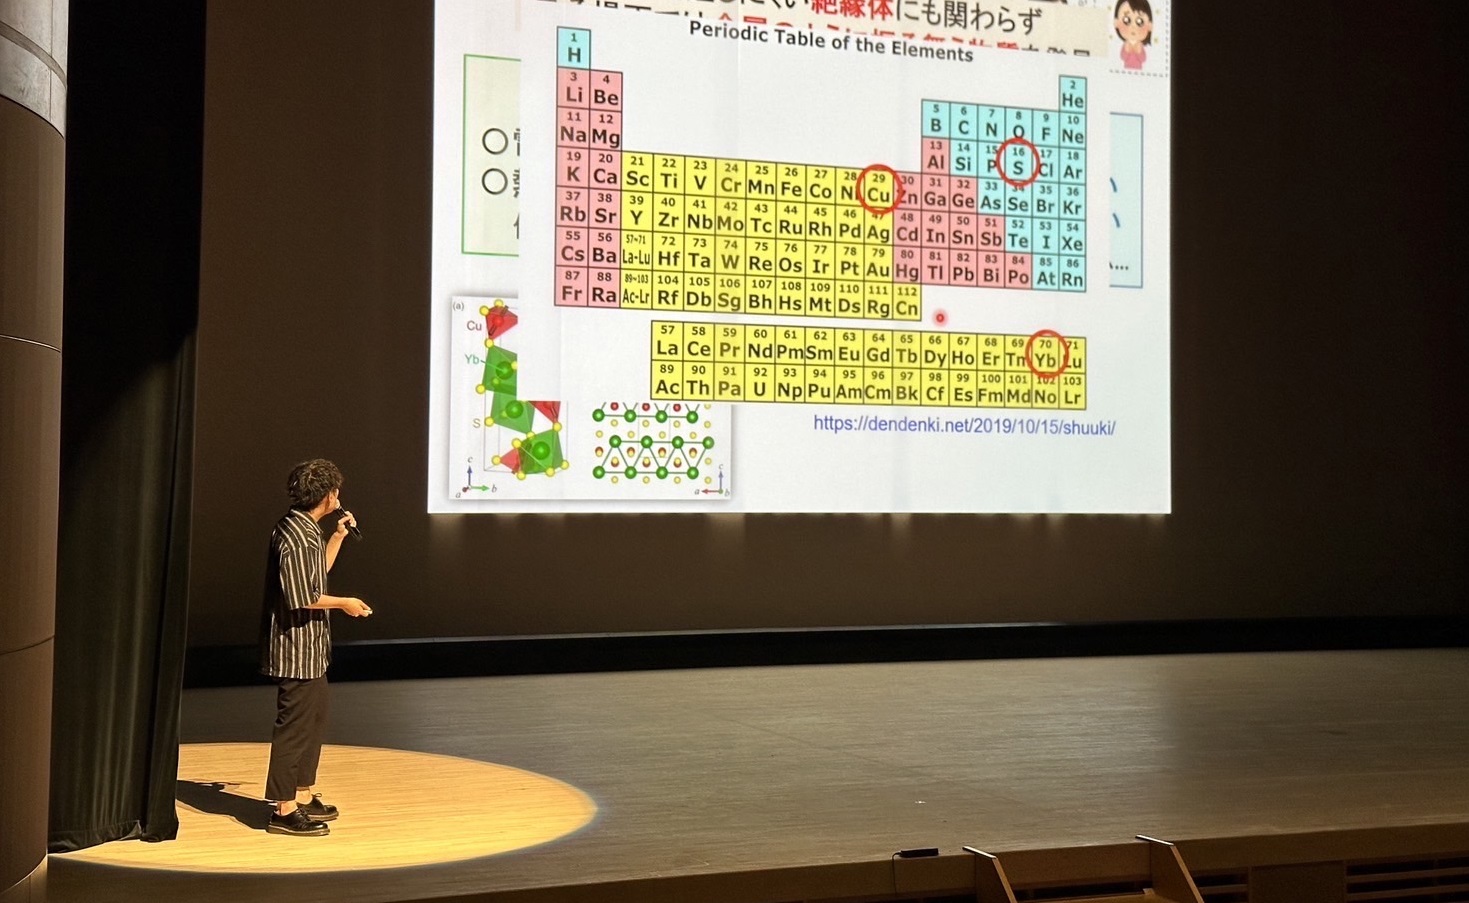 絶縁体にも関わらず
Periodic Table of the Elements
1 2
H He
3 4 5 6 7 8 9 10
Li Be B C N O F Ne
11 12 13 14 15 16 17 18
Na Mg Al Si P S Cl Ar
19 20 21 22 23 24 25 26 27 28 29 30 31 32 33 34 35 36
K Ca Sc Ti V Cr Mn Fe Co Ni Cu Zn Ga Ge As Se Br Kr
37 38 39 40 41 42 43 44 45 46 47 48 49 50 51 52 53 54
Rb Sr Y Zr Nb Mo Tc Ru Rh Pd Ag Cd In Sn Sb Te I Xe
55 56 57~71 72 73 74 75 76 77 78 79 80 81 82 83 84 85 86
Cs Ba La-Lu Hf Ta W Re Os Ir Pt Au Hg Tl Pb Bi Po At Rn
87 88 89~103 104 105 106 107 108 109 110 111 112
Fr Ra Ac-Lr Rf Db Sg Bh Hs Mt Ds Rg Cn
57 58 59 60 61 62 63 64 65 66 67 68 69 70 71
La Ce Pr Nd Pm Sm Eu Gd Tb Dy Ho Er Tm Yb Lu
89 90 91 92 93 94 95 96 97 98 99 100 101 102 103
Ac Th Pa U Np Pu Am Cm Bk Cf Es Fm Md No Lr
https://dendenki.net/2019/10/15/shuuki/
(a)
Cu
Yb
S
c
a b
c
a b